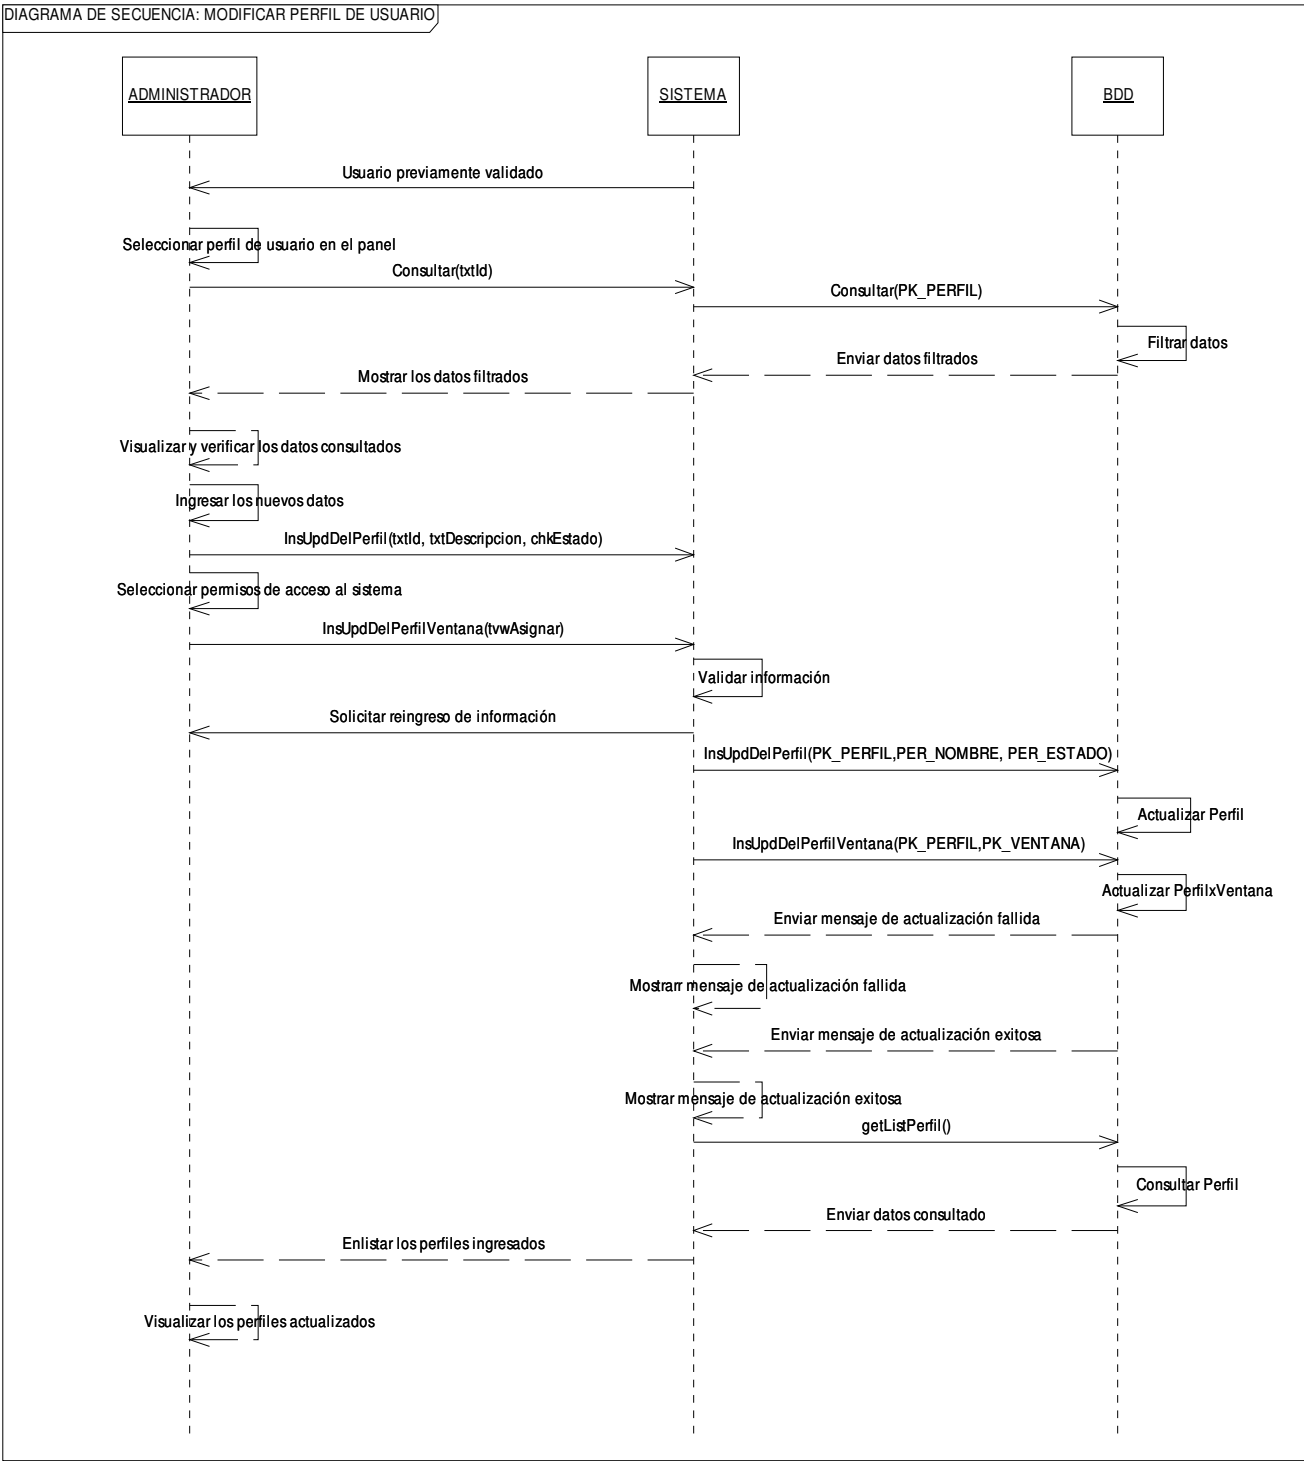 DIAGRAMA DE SECUENCIA: MODIFICAR PERFIL DE USUARIO
ADMINISTRADOR
SISTEMA
BDD
Usuario previamente validado
Seleccionar perfil de usuario en el panel
Consultar(txtId)
Consultar(PK_PERFIL)
Filtrar datos
Enviar datos filtrados
Mostrar los datos filtrados
Visualizar y verificar los datos consultados
Ingresar los nuevos datos
InsUpdDelPerfil(txtId, txtDescripcion, chkEstado)
Seleccionar permisos de acceso al sistema
InsUpdDelPerfilVentana(tvwAsignar)
Validar información
Solicitar reingreso de información
InsUpdDelPerfil(PK_PERFIL,PER_NOMBRE, PER_ESTADO)
Actualizar Perfil
InsUpdDelPerfilVentana(PK_PERFIL,PK_VENTANA)
Actualizar PerfilxVentana
Enviar mensaje de actualización fallida
Mostrarr mensaje de actualización fallida
Enviar mensaje de actualización exitosa
Mostrar mensaje de actualización exitosa
getListPerfil()
Consultar Perfil
Enviar datos consultado
Enlistar los perfiles ingresados
Visualizar los perfiles actualizados